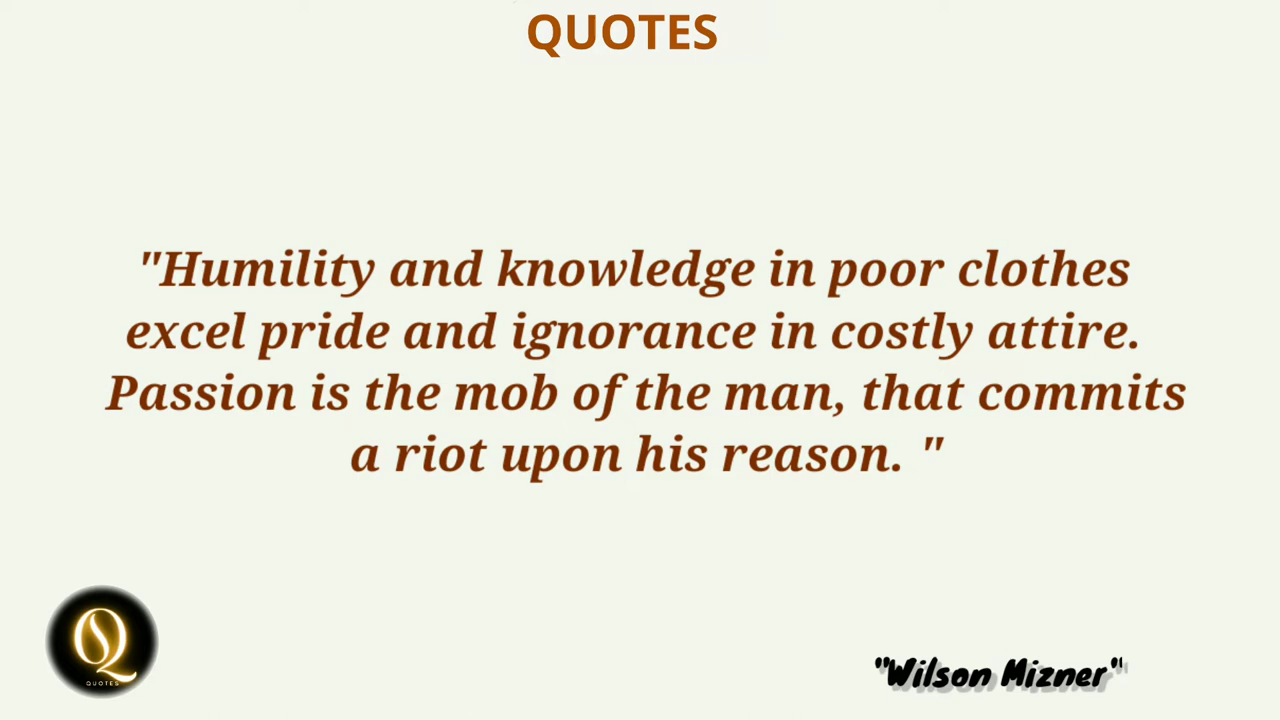 QUOTES
"Humility and knowledge in poor clothes
excel pride and ignorance in costly attire.
Passion is the mob of the man, that commits
a riot upon his reason. "
Q
QUOTES
"Wilson Mizner"